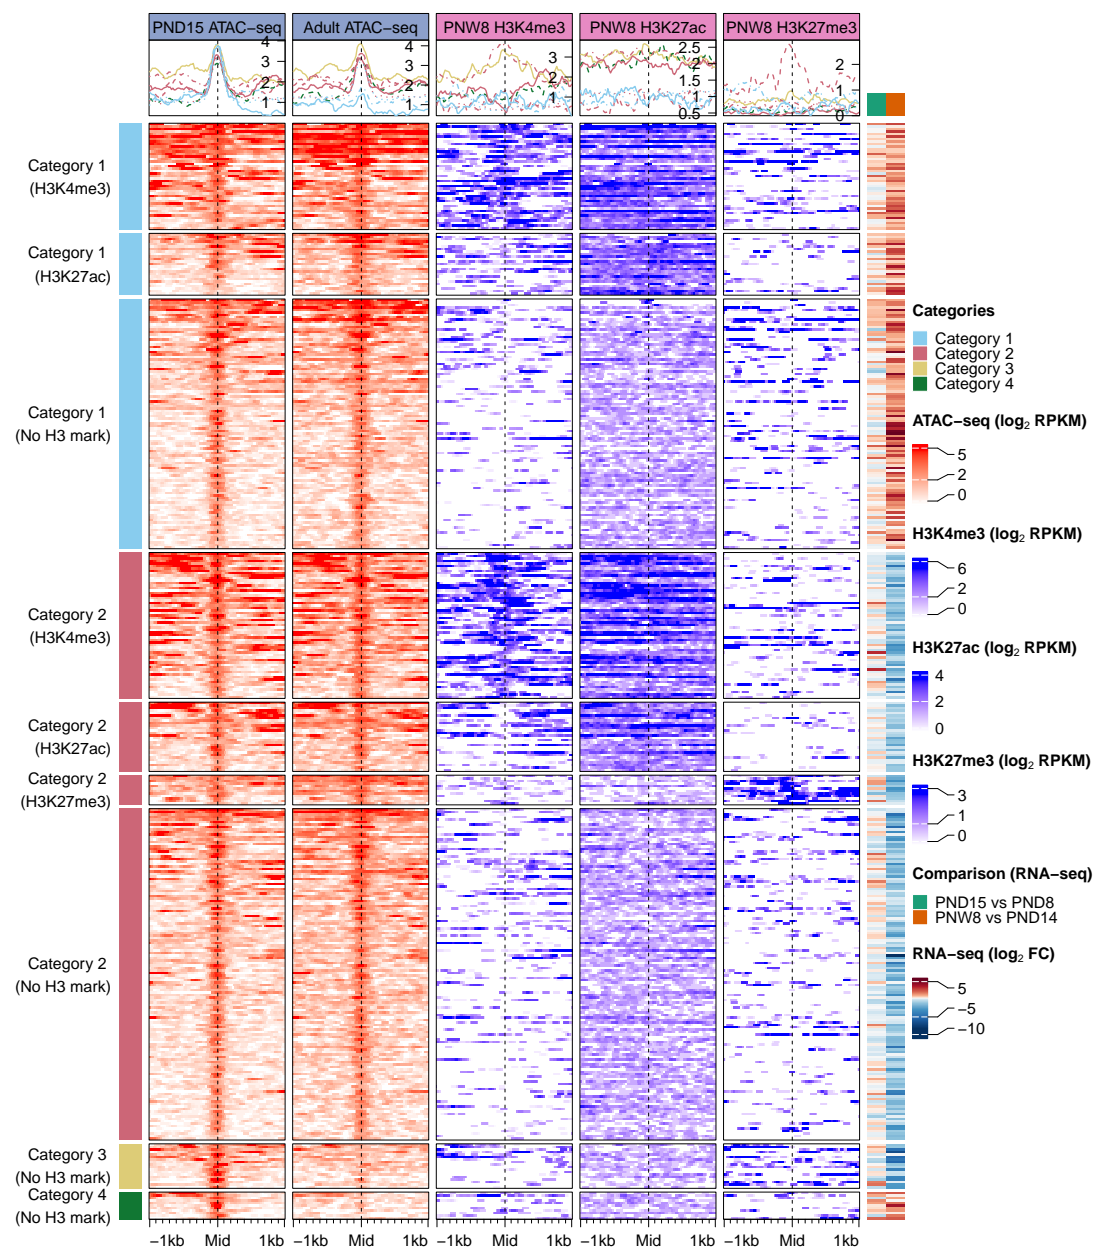 PND15 ATAC−seq
Adult ATAC−seq
PNW8 H3K4me3
PNW8 H3K27ac
PNW8 H3K27me3
4
3
2
1
4
3
2
1
3
2
1
2.5
2
1.5
1
0.5
2
1
0
Category 1
(H3K4me3)
Category 1
(H3K27ac)
Category 1
(No H3 mark)
Category 2
(H3K4me3)
Category 2
(H3K27ac)
Category 2
(H3K27me3)
Category 2
(No H3 mark)
Category 3
(No H3 mark)
Category 4
(No H3 mark)
−1kb Mid 1kb
−1kb Mid 1kb
−1kb Mid 1kb
−1kb Mid 1kb
−1kb Mid 1kb
Categories
Category 1
Category 2
Category 3
Category 4
ATAC−seq (log₂ RPKM)
5
2
0
H3K4me3 (log₂ RPKM)
6
2
0
H3K27ac (log₂ RPKM)
4
2
0
H3K27me3 (log₂ RPKM)
3
1
0
Comparison (RNA−seq)
PND15 vs PND8
PNW8 vs PND14
RNA−seq (log₂ FC)
5
−5
−10